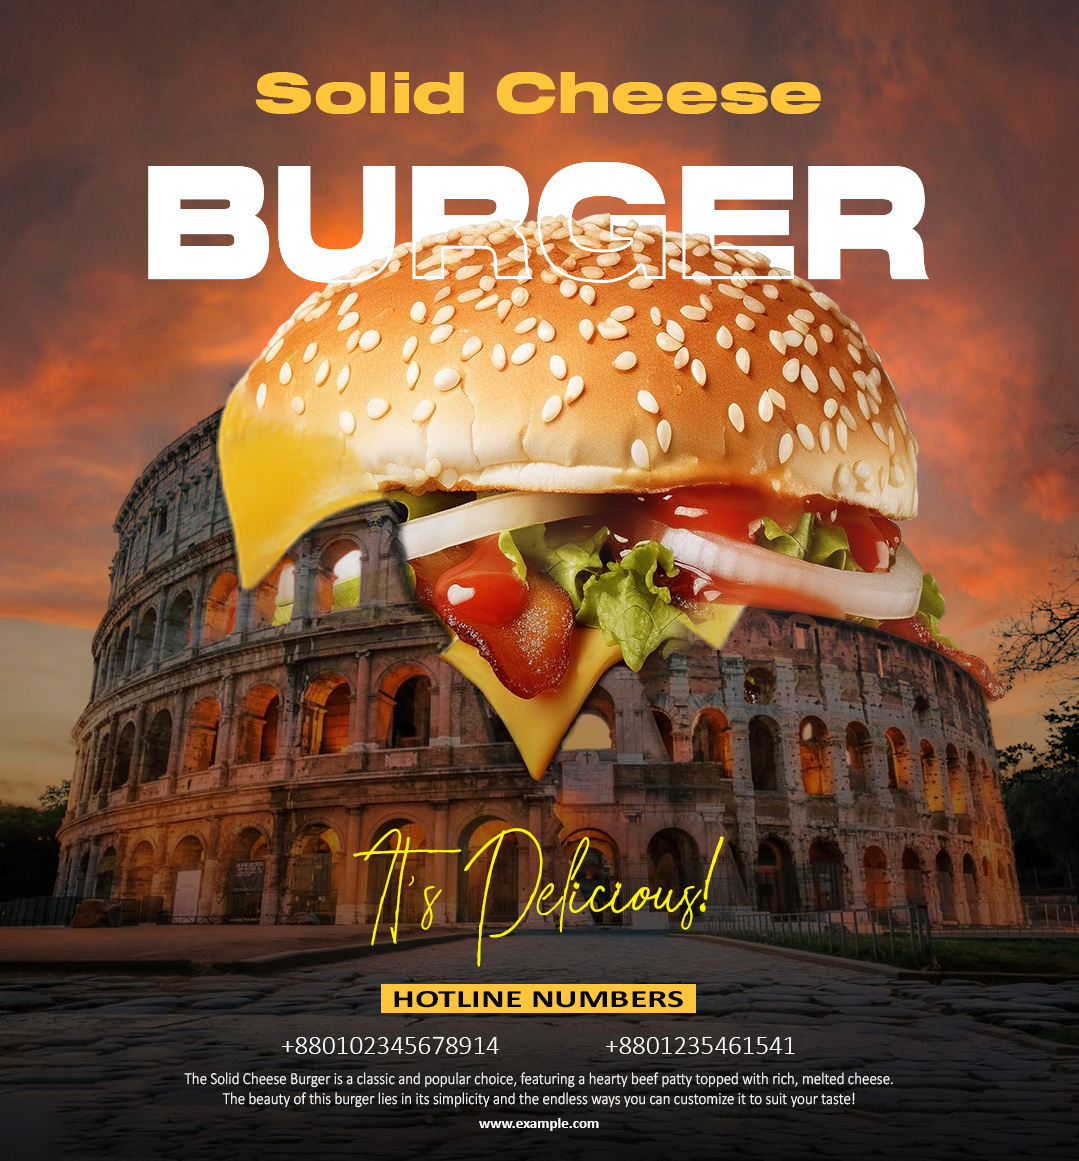 Solid Cheese
BURGER
It's Delicious!
HOTLINE NUMBERS
+880102345678914 +8801235461541
The Solid Cheese Burger is a classic and popular choice, featuring a hearty beef patty topped with rich, melted cheese.
The beauty of this burger lies in its simplicity and the endless ways you can customize it to suit your taste!
www.example.com